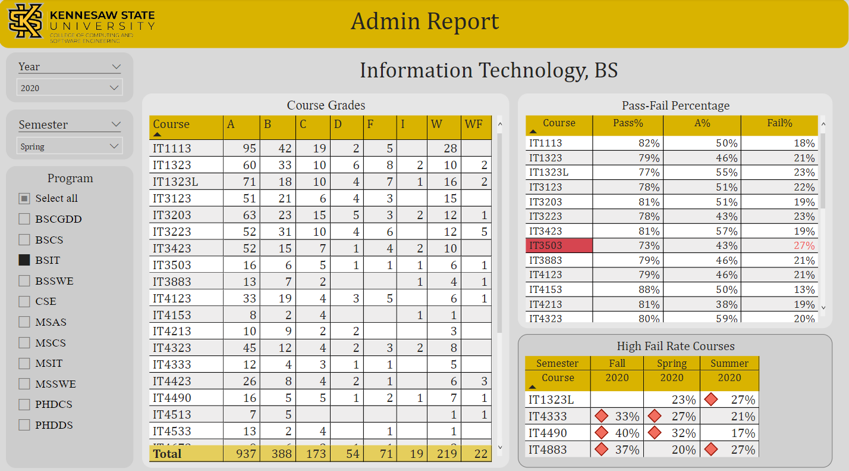 KENNESAW STATE
UNIVERSITY
COLLEGE OF COMPUTING AND
SOFTWARE ENGINEERING
Admin Report
Information Technology, BS
Year
2020
Semester
Spring
Program
Select all
BSCGDD
BSCS
BSIT
BSSWE
CSE
MSAS
MSCS
MSIT
MSSWE
PHDCS
PHDDS
Course Grades
Course A B C D F I W WF
IT1113 95 42 19 2 5 28
IT1323 60 33 10 6 8 2 10 2
IT1323L 71 18 10 4 7 1 16 2
IT3123 51 21 6 4 3 15
IT3203 63 23 15 5 3 2 12 1
IT3223 52 31 10 4 6 12 5
IT3423 52 15 7 1 4 2 10
IT3503 16 6 5 1 1 1 6 1
IT3883 13 7 2 1 4 1
IT4123 33 19 4 3 5 6 1
IT4153 8 2 4 1 1
IT4213 10 9 2 2 3
IT4323 45 12 4 2 3 2 8
IT4333 12 4 3 1 1 5
IT4423 26 8 4 2 1 6 3
IT4490 16 5 5 1 2 1 7 1
IT4513 7 5 1 1
IT4533 13 2 4 1 1
Total 937 388 173 54 71 19 219 22
Pass-Fail Percentage
Course Pass% A% Fail%
IT1113 82% 50% 18%
IT1323 79% 46% 21%
IT1323L 77% 55% 23%
IT3123 78% 51% 22%
IT3203 81% 51% 19%
IT3223 78% 43% 23%
IT3423 81% 57% 19%
IT3503 73% 43% 27%
IT3883 79% 46% 21%
IT4123 79% 46% 21%
IT4153 88% 50% 13%
IT4213 81% 38% 19%
IT4323 80% 59% 20%
High Fail Rate Courses
Semester Fall Spring Summer
Course 2020 2020 2020
IT1323L 23% 27%
IT4333 33% 27% 21%
IT4490 40% 32% 17%
IT4883 37% 20% 27%